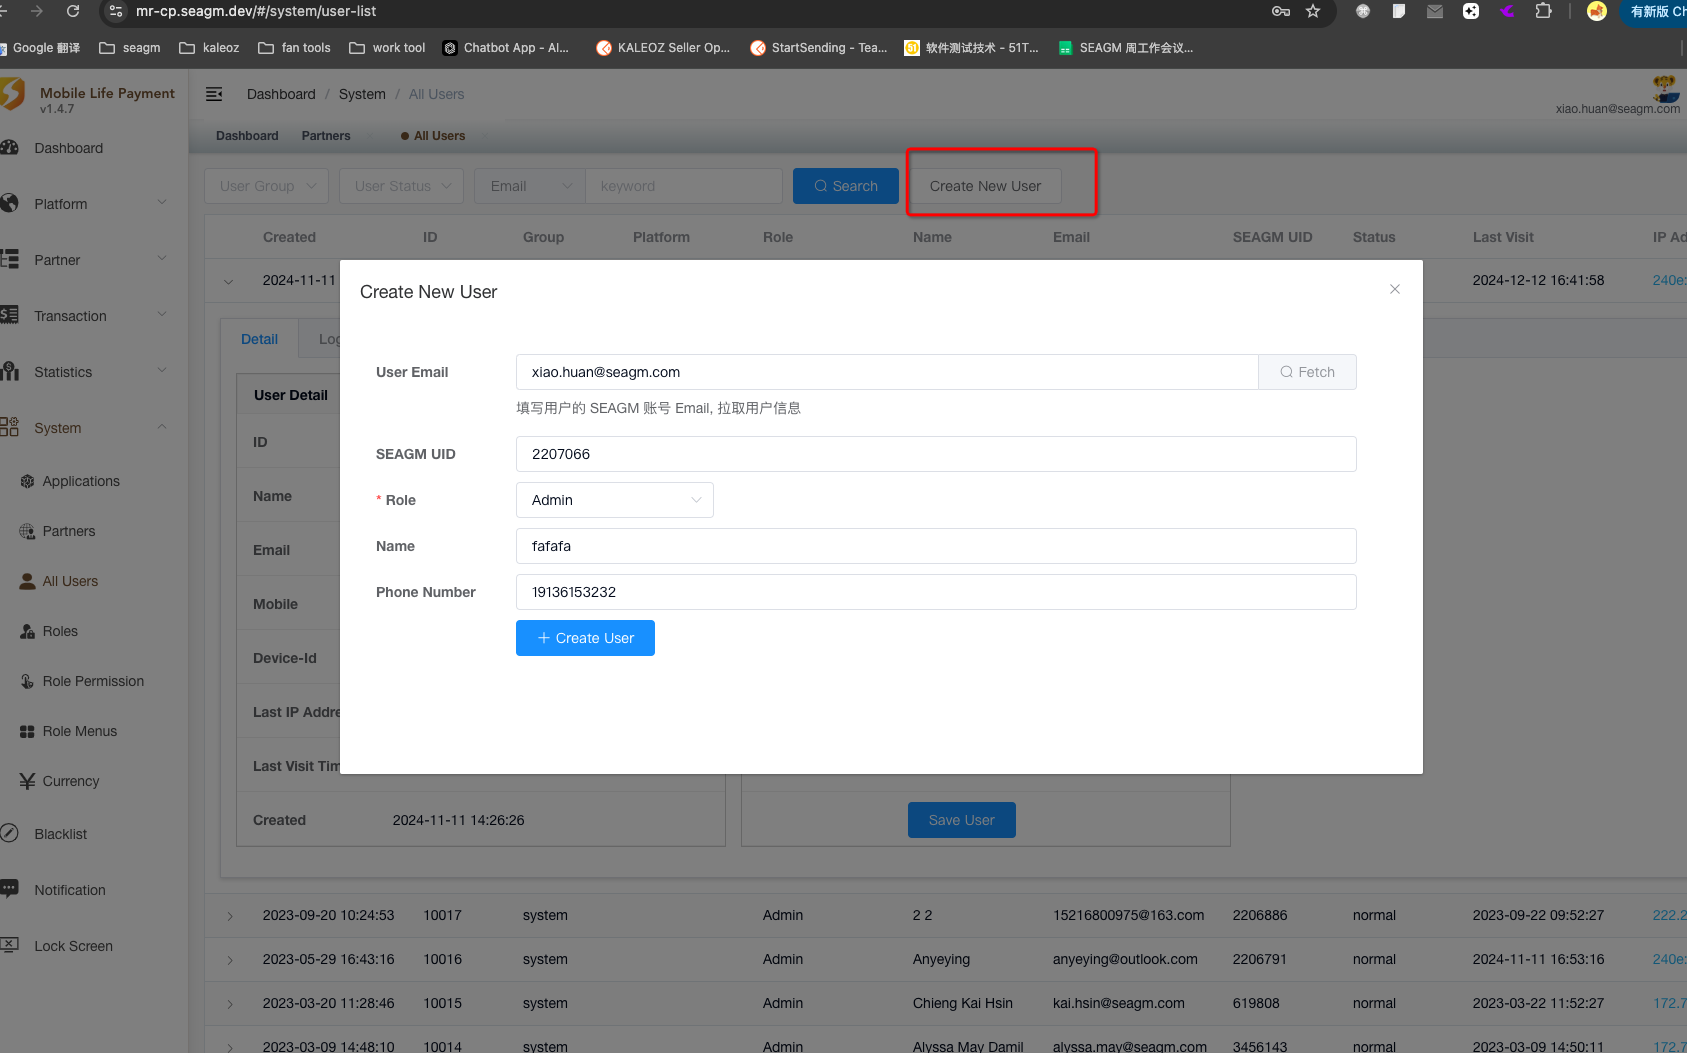 mr-cp.seagm.dev/#/system/user-list
有新版 Ch
Google 翻译
seagm
kaleoz
fan tools
work tool
Chatbot App - AI...
KALEOZ Seller Op...
StartSending - Tea...
软件测试技术 - 51T...
SEAGM 周工作会议...
Mobile Life Payment
v1.4.7
Dashboard / System / All Users
xiao.huan@seagm.com
Dashboard
Partners
All Users
Dashboard
Platform
Partner
Transaction
Statistics
System
Applications
Partners
All Users
Roles
Role Permission
Role Menus
Currency
Blacklist
Notification
Lock Screen
User Group
User Status
Email
keyword
Search
Create New User
Created ID Group Platform Role Name Email SEAGM UID Status Last Visit IP Ad
2024-11-11 2024-12-12 16:41:58 240e:
Detail
Log
User Detail
ID
Name
Email
Mobile
Device-Id
Last IP Addre
Last Visit Tim
Created 2024-11-11 14:26:26
Save User
Create New User
User Email xiao.huan@seagm.com Fetch
填写用户的 SEAGM 账号 Email, 拉取用户信息
SEAGM UID 2207066
* Role Admin
Name fafafa
Phone Number 19136153232
+ Create User
2023-09-20 10:24:53 10017 system Admin 2 2 15216800975@163.com 2206886 normal 2023-09-22 09:52:27 222.2
2023-05-29 16:43:16 10016 system Admin Anyeying anyeying@outlook.com 2206791 normal 2024-11-11 16:53:16 240e:
2023-03-20 11:28:46 10015 system Admin Chieng Kai Hsin kai.hsin@seagm.com 619808 normal 2023-03-22 11:52:27 172.7
2023-03-09 14:48:10 10014 system Admin Alyssa May Damil alyssa.may@seagm.com 3456143 normal 2023-03-09 14:50:11 172.7